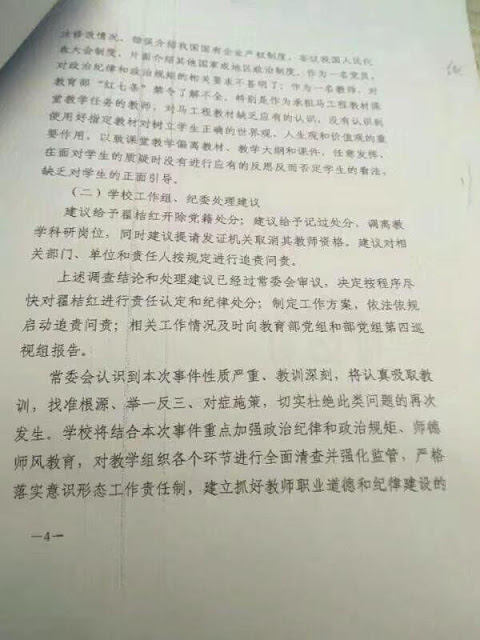 法修改情况，错误介绍我国国有企业产权制度，妄议我国人民代
表大会制度，片面介绍其他国家或地区政治制度。作为一名党员，
对政治纪律和政治规矩的相关要求不甚明了；作为一名教师，对
教育部“红七条”禁令了解不全。特别是作为承担马工程教材课
堂教学任务的教师，对马工程教材缺乏应有的认识，没有认识到
使用好指定教材对树立学生正确的世界观、人生观和价值观的重
要作用，以致课堂教学偏离教材、教学大纲和课件，任意发挥，
在面对学生的质疑时没有进行应有的反思反而否定学生的看法，
缺乏对学生的正面引导。
（二）学校工作组、纪委处理建议
建议给予翟桔红开除党籍处分；建议给予记过处分，调离教
学科研岗位，同时建议提请发证机关取消其教师资格。建议对相
关部门、单位和责任人按规定进行追责问责。
上述调查结论和处理建议已经过常委会审议，决定按程序尽
快对翟桔红进行责任认定和纪律处分；制定工作方案，依法依规
启动追责问责；相关工作情况及时向教育部党组和部党组第四巡
视组报告。
常委会认识到本次事件性质严重、教训深刻，将认真吸取教
训，找准根源、举一反三、对症施策，切实杜绝此类问题的再次
发生。学校将结合本次事件重点加强政治纪律和政治规矩、师德
师风教育，对教学组织各个环节进行全面清查并强化监管，严格
落实意识形态工作责任制，建立抓好教师职业道德和纪律建设的
—4—